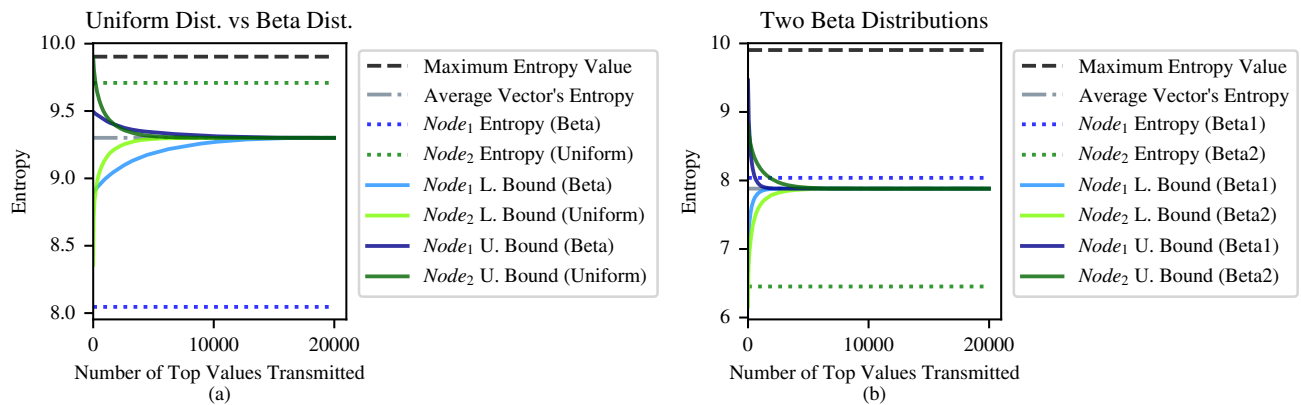 Uniform Dist. vs Beta Dist.
10.0
9.5
9.0
8.5
8.0
Entropy
0
10000
20000
Number of Top Values Transmitted
(a)
Maximum Entropy Value
Average Vector's Entropy
Node1 Entropy (Beta)
Node2 Entropy (Uniform)
Node1 L. Bound (Beta)
Node2 L. Bound (Uniform)
Node1 U. Bound (Beta)
Node2 U. Bound (Uniform)
Two Beta Distributions
10
9
8
7
6
Entropy
0
10000
20000
Number of Top Values Transmitted
(b)
Maximum Entropy Value
Average Vector's Entropy
Node1 Entropy (Beta1)
Node2 Entropy (Beta2)
Node1 L. Bound (Beta1)
Node2 L. Bound (Beta2)
Node1 U. Bound (Beta1)
Node2 U. Bound (Beta2)